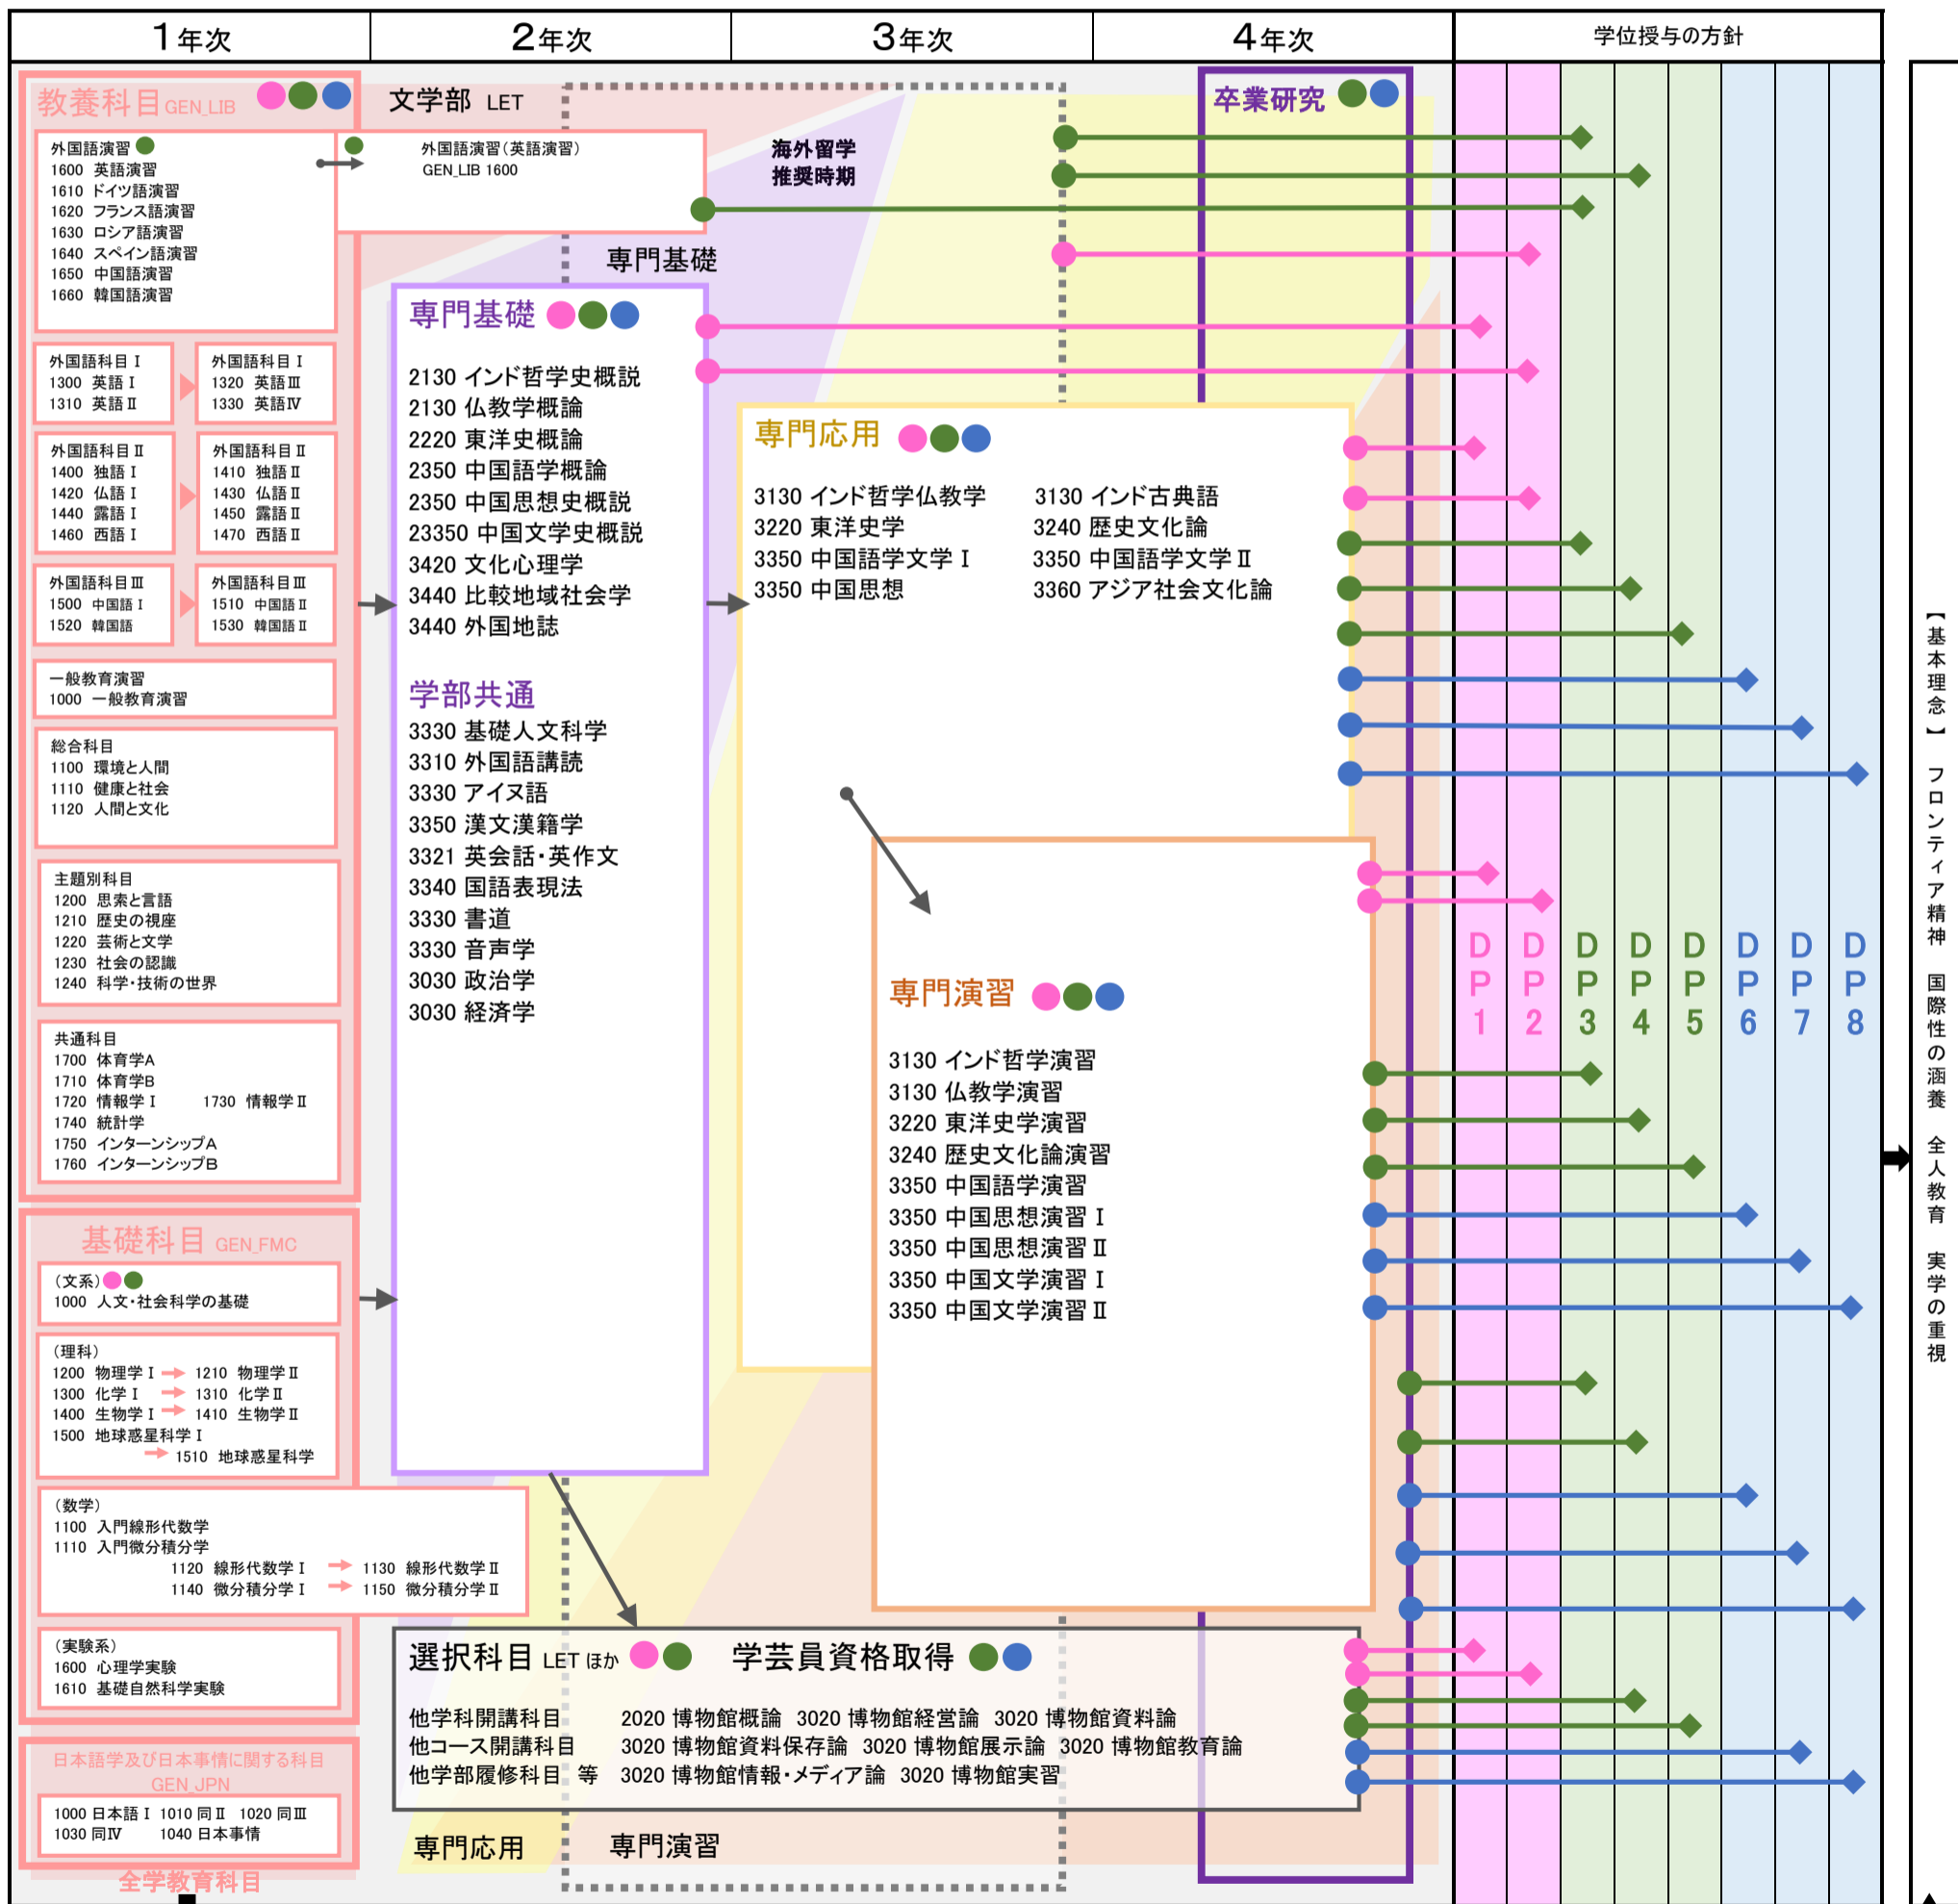 1年次
2年次
3年次
4年次
学位授与の方針
教養科目 GEN_LIB
文学部 LET
卒業研究
外国語演習
1600 英語演習
1610 ドイツ語演習
1620 フランス語演習
1630 ロシア語演習
1640 スペイン語演習
1650 中国語演習
1660 韓国語演習
外国語演習(英語演習)
GEN_LIB 1600
海外留学
推奨時期
専門基礎
外国語科目Ⅰ
1300 英語Ⅰ
1310 英語Ⅱ
外国語科目Ⅰ
1320 英語Ⅲ
1330 英語Ⅳ
外国語科目Ⅱ
1400 独語Ⅰ
1420 仏語Ⅰ
1440 露語Ⅰ
1460 西語Ⅰ
外国語科目Ⅱ
1410 独語Ⅱ
1430 仏語Ⅱ
1450 露語Ⅱ
1470 西語Ⅱ
外国語科目Ⅲ
1500 中国語Ⅰ
1520 韓国語
外国語科目Ⅲ
1510 中国語Ⅱ
1530 韓国語Ⅱ
一般教育演習
1000 一般教育演習
総合科目
1100 環境と人間
1110 健康と社会
1120 人間と文化
主題別科目
1200 思索と言語
1210 歴史の視座
1220 芸術と文学
1230 社会の認識
1240 科学・技術の世界
共通科目
1700 体育学A
1710 体育学B
1720 情報学Ⅰ 1730 情報学Ⅱ
1740 統計学
1750 インターンシップA
1760 インターンシップB
基礎科目 GEN_FMC
(文系)
1000 人文・社会科学の基礎
(理科)
1200 物理学Ⅰ 1210 物理学Ⅱ
1300 化学Ⅰ 1310 化学Ⅱ
1400 生物学Ⅰ 1410 生物学Ⅱ
1500 地球惑星科学Ⅰ
1510 地球惑星科学
(数学)
1100 入門線形代数学
1110 入門微分積分学
1120 線形代数学Ⅰ 1130 線形代数学Ⅱ
1140 微分積分学Ⅰ 1150 微分積分学Ⅱ
(実験系)
1600 心理学実験
1610 基礎自然科学実験
日本語学及び日本事情に関する科目
GEN_JPN
1000 日本語Ⅰ 1010 同Ⅱ 1020 同Ⅲ
1030 同Ⅳ 1040 日本事情
全学教育科目
専門基礎
2130 インド哲学史概説
2130 仏教学概論
2220 東洋史概論
2350 中国語学概論
2350 中国思想史概説
23350 中国文学史概説
3420 文化心理学
3440 比較地域社会学
3440 外国地誌
学部共通
3330 基礎人文科学
3310 外国語講読
3330 アイヌ語
3350 漢文漢籍学
3321 英会話・英作文
3340 国語表現法
3330 書道
3330 音声学
3030 政治学
3030 経済学
専門応用
3130 インド哲学仏教学 3130 インド古典語
3220 東洋史学 3240 歴史文化論
3350 中国語学文学Ⅰ 3350 中国語学文学Ⅱ
3350 中国思想 3360 アジア社会文化論
専門演習
3130 インド哲学演習
3130 仏教学演習
3220 東洋史学演習
3240 歴史文化論演習
3350 中国語学演習
3350 中国思想演習Ⅰ
3350 中国思想演習Ⅱ
3350 中国文学演習Ⅰ
3350 中国文学演習Ⅱ
選択科目 LET ほか 学芸員資格取得
他学科開講科目 2020 博物館概論 3020 博物館経営論 3020 博物館資料論
他コース開講科目 3020 博物館資料保存論 3020 博物館展示論 3020 博物館教育論
他学部履修科目 等 3020 博物館情報・メディア論 3020 博物館実習
専門応用
専門演習
DP1
DP2
DP3
DP4
DP5
DP6
DP7
DP8
【基本理念】 フロンティア精神 国際性の涵養 全人教育 実学の重視